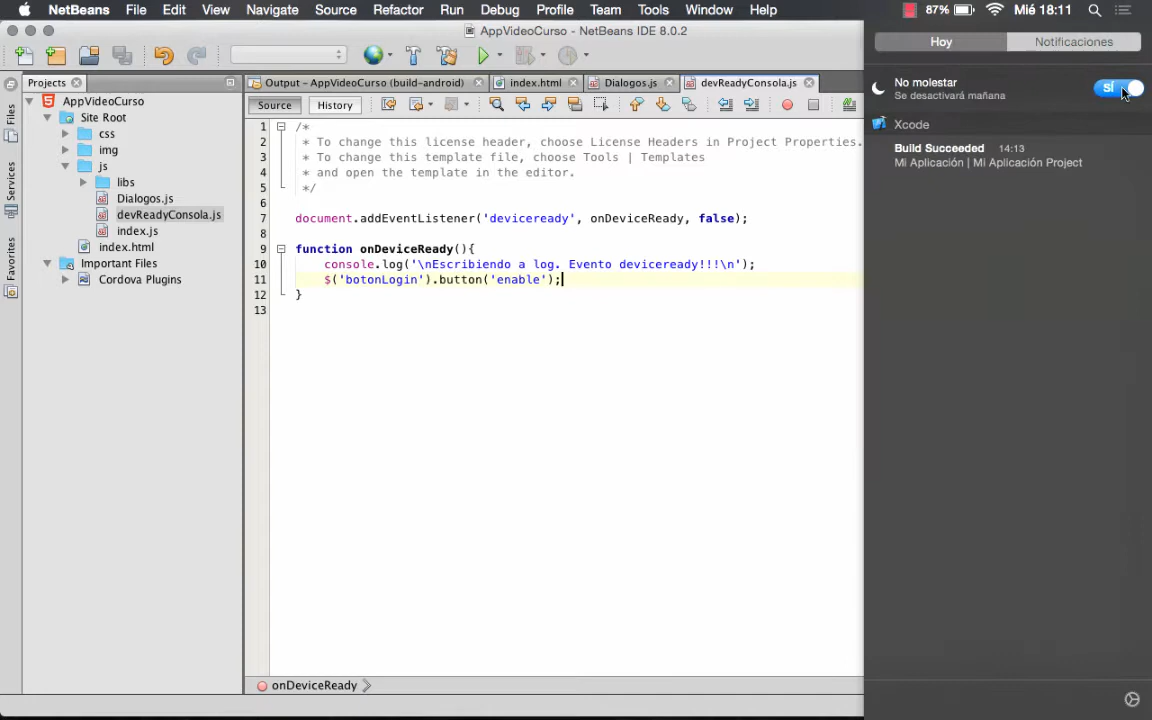 NetBeans File Edit View Navigate Source Refactor Run Debug Profile Team Tools Window Help 87% Mié 18:11
AppVideoCurso - NetBeans IDE 8.0.2
Hoy Notificaciones
Projects
Output - AppVideoCurso (build-android) index.html Dialogos.js devReadyConsola.js
No molestar
Se desactivará mañana
SÍ
Source History
Files
Services
Favorites
AppVideoCurso
Site Root
css
img
js
libs
Dialogos.js
devReadyConsola.js
index.js
index.html
Important Files
Cordova Plugins
1 /*
2 * To change this license header, choose License Headers in Project Properties.
3 * To change this template file, choose Tools | Templates
4 * and open the template in the editor.
5 */
6
7 document.addEventListener('deviceready', onDeviceReady, false);
8
9 function onDeviceReady(){
10 console.log('\nEscribiendo a log. Evento deviceready!!!\n');
11 $('botonLogin').button('enable');
12 }
13
Xcode
Build Succeeded 14:13
Mi Aplicación | Mi Aplicación Project
onDeviceReady